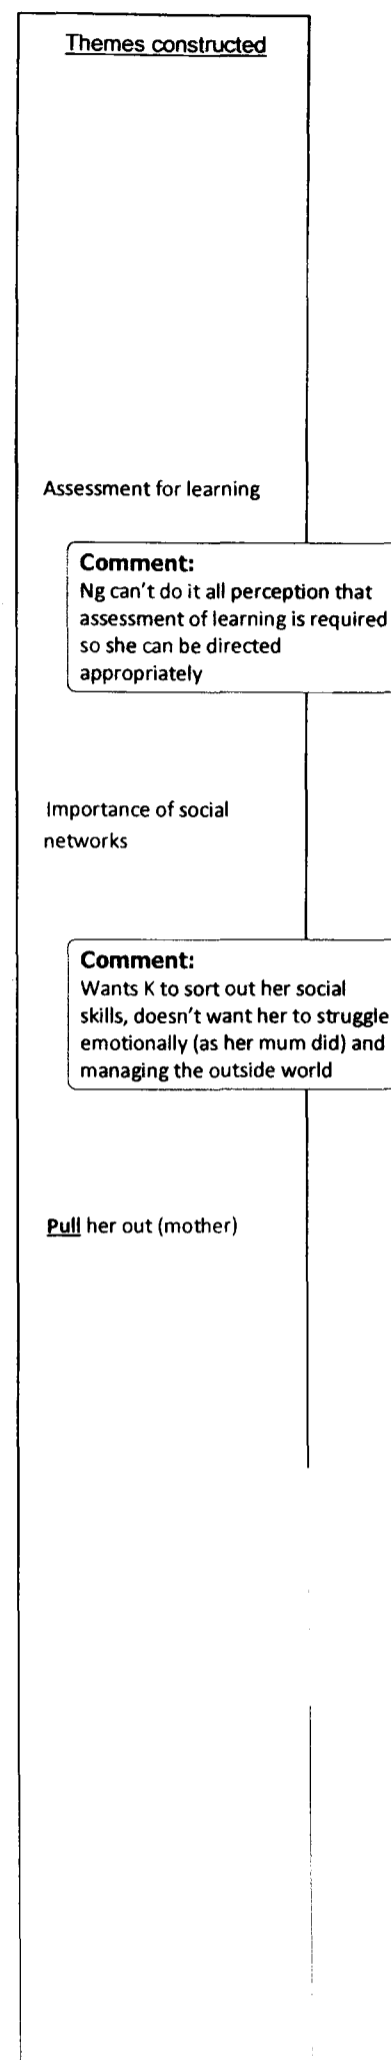 Themes constructed
Assessment for learning
Comment:
Ng can't do it all perception that
assessment of learning is required
so she can be directed
appropriately
Importance of social
networks
Comment:
Wants K to sort out her social
skills, doesn't want her to struggle
emotionally (as her mum did) and
managing the outside world
Pull her out (mother)